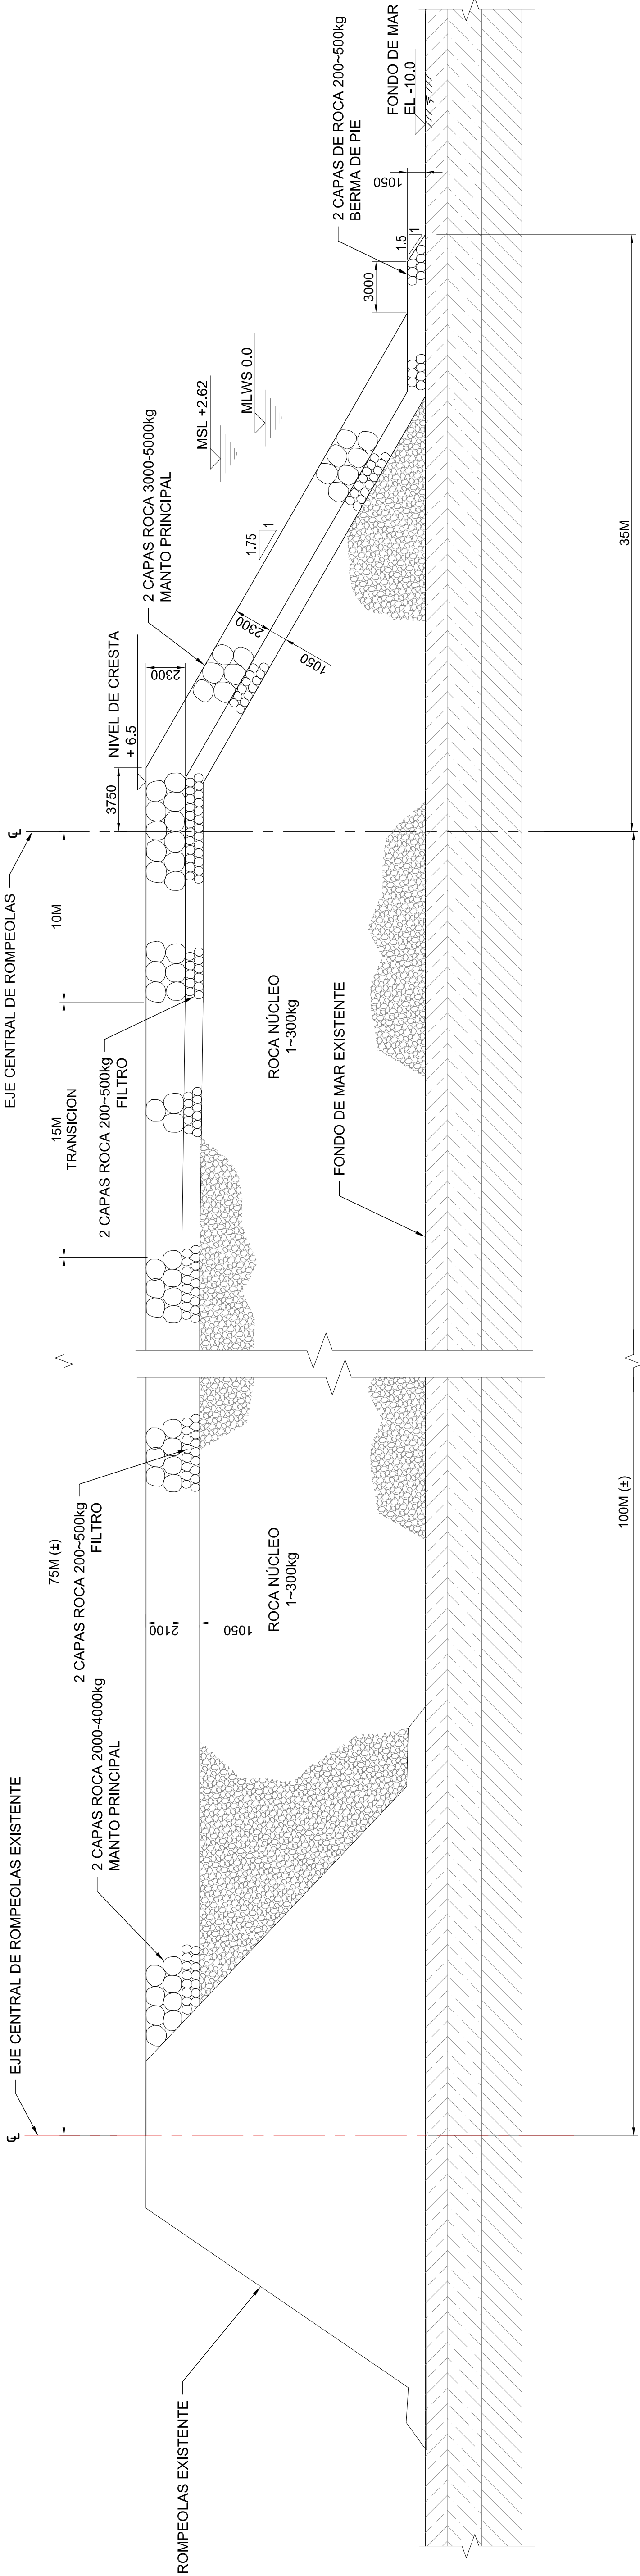 ROMPEOLAS EXISTENTE
EJE CENTRAL DE ROMPEOLAS EXISTENTE
75M (±)
2 CAPAS ROCA 2000-4000kg
MANTO PRINCIPAL
2 CAPAS ROCA 200~500kg
FILTRO
2100
1050
ROCA NÚCLEO
1~300kg
100M (±)
EJE CENTRAL DE ROMPEOLAS
15M
TRANSICION
10M
2 CAPAS ROCA 200~500kg
FILTRO
ROCA NÚCLEO
1~300kg
FONDO DE MAR EXISTENTE
3750
NIVEL DE CRESTA
+ 6.5
2300
2 CAPAS ROCA 3000-5000kg
MANTO PRINCIPAL
2300
1050
1.75
1
MSL +2.62
MLWS 0.0
3000
1.5
1
2 CAPAS DE ROCA 200~500kg
BERMA DE PIE
1050
FONDO DE MAR
EL -10.0
35M